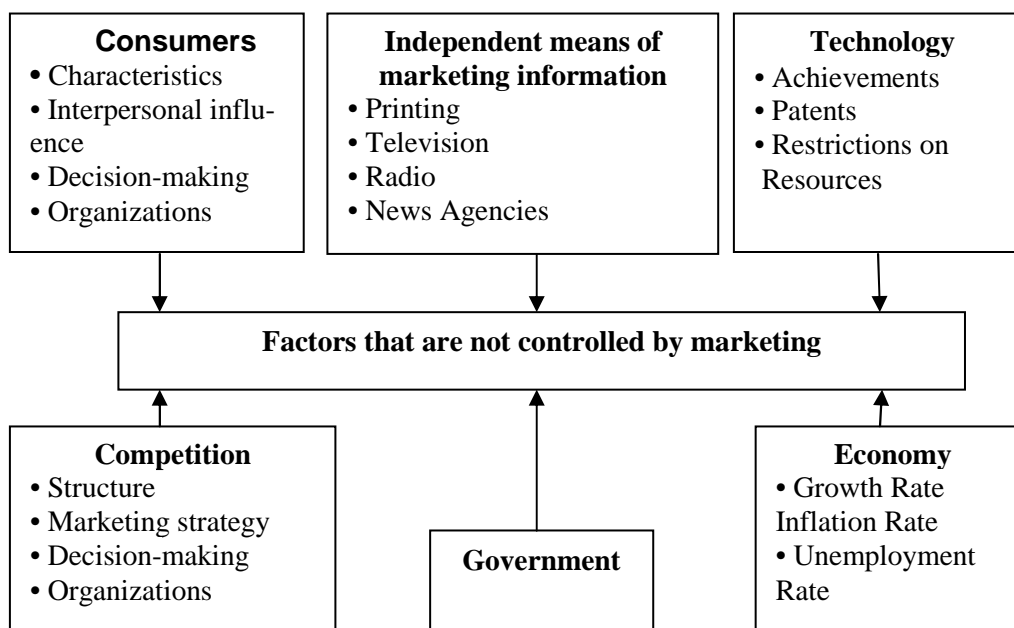 Consumers
• Characteristics
• Interpersonal influ-
ence
• Decision-making
• Organizations
Independent means of
marketing information
• Printing
• Television
• Radio
• News Agencies
Technology
• Achievements
• Patents
• Restrictions on
Resources
Factors that are not controlled by marketing
Competition
• Structure
• Marketing strategy
• Decision-making
• Organizations
Government
Economy
• Growth Rate
Inflation Rate
• Unemployment
Rate